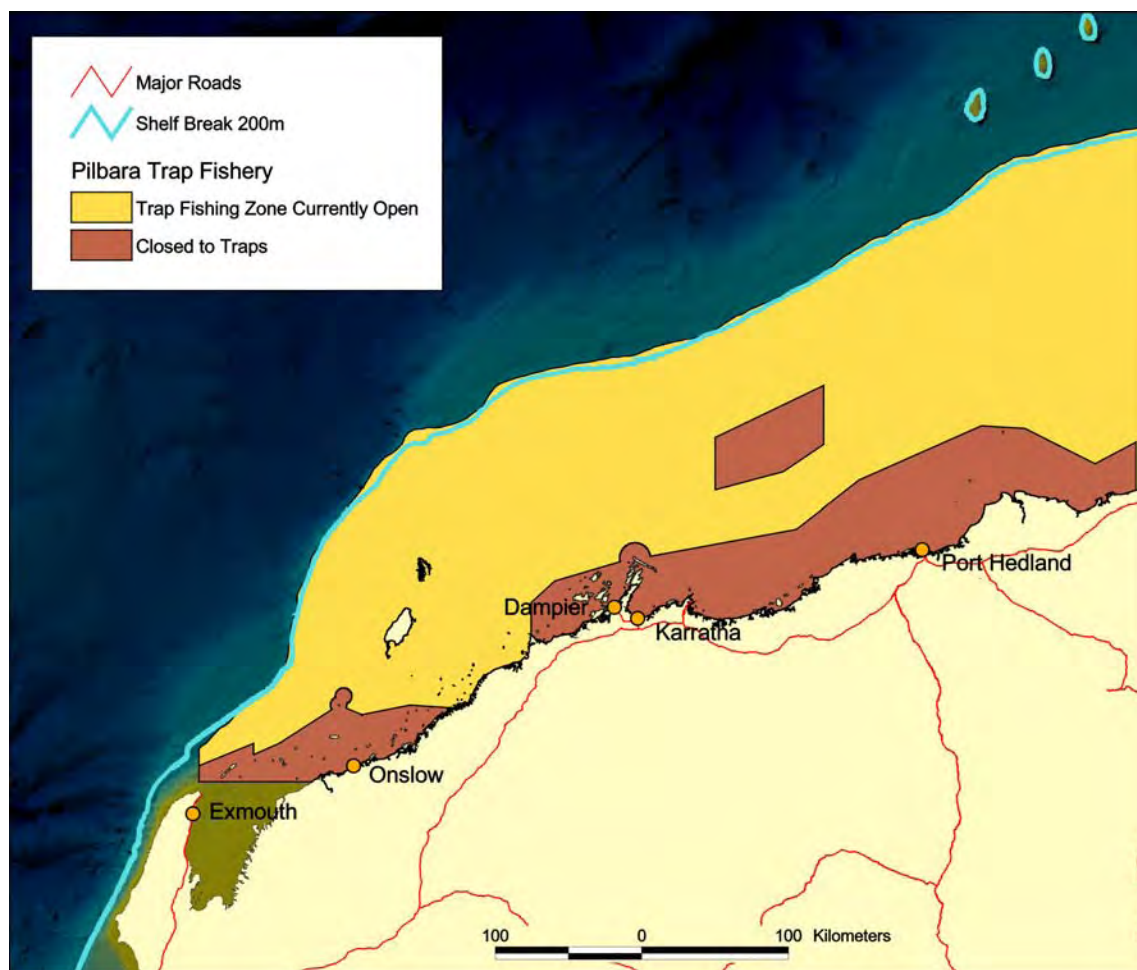 Major Roads
Shelf Break 200m
Pilbara Trap Fishery
Trap Fishing Zone Currently Open
Closed to Traps
Port Hedland
Dampier
Karratha
Onslow
Exmouth
100 0 100 Kilometers